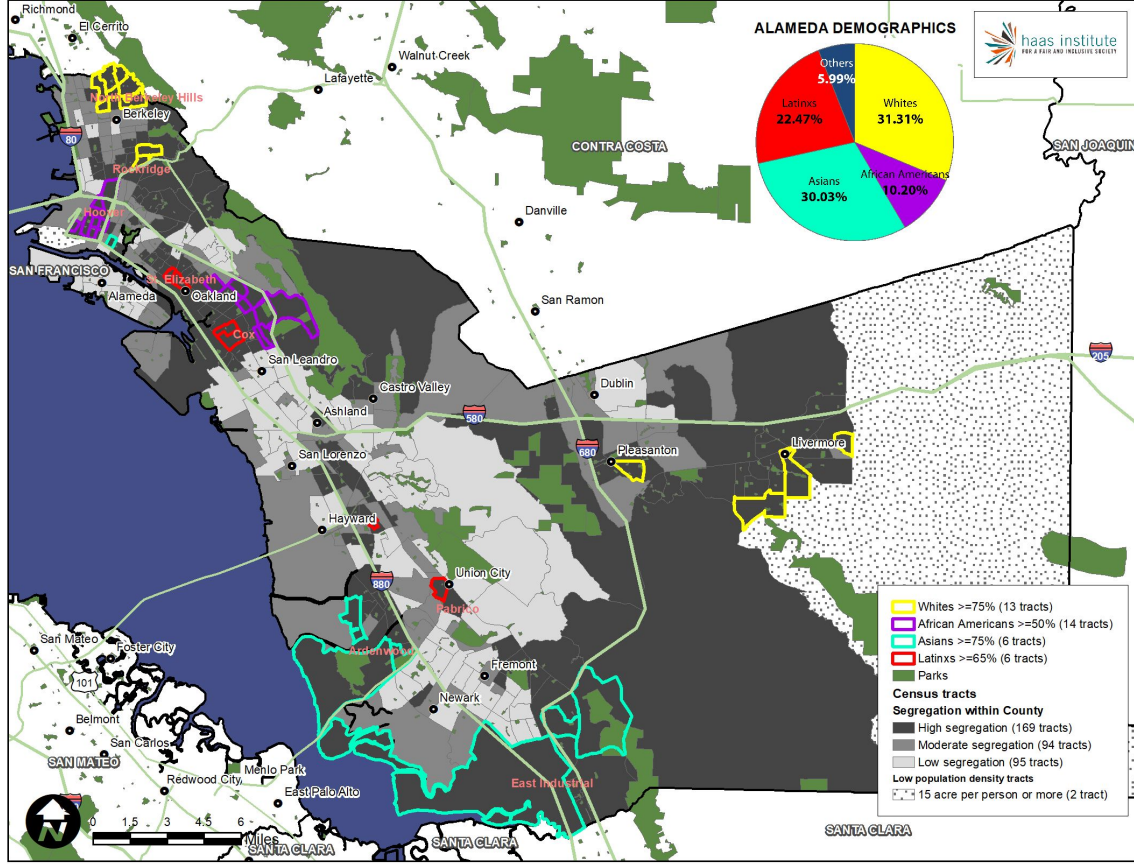 Richmond
El Cerrito
North Berkeley Hills
Berkeley
80
Rockridge
Hoover
SAN FRANCISCO
Alameda
St. Elizabeth
Oakland
Cox
San Leandro
Castro Valley
Ashland
San Lorenzo
Hayward
880
Union City
Fabrico
Ardenwood
Fremont
Newark
East Industrial
Walnut Creek
Lafayette
CONTRA COSTA
Danville
San Ramon
Dublin
580
680
Pleasanton
Livermore
205
SAN JOAQUIN
San Mateo
Foster City
101
Belmont
San Carlos
SAN MATEO
Redwood City
Menlo Park
East Palo Alto
SANTA CLARA
SANTA CLARA
SANTA CLARA
N
0 1.5 3 4.5 6
Miles
ALAMEDA DEMOGRAPHICS
Others
5.99%
Whites
31.31%
Latinxs
22.47%
African Americans
10.20%
Asians
30.03%
haas institute
FOR A FAIR AND INCLUSIVE SOCIETY
Whites >=75% (13 tracts)
African Americans >=50% (14 tracts)
Asians >=75% (6 tracts)
Latinxs >=65% (6 tracts)
Parks
Census tracts
Segregation within County
High segregation (169 tracts)
Moderate segregation (94 tracts)
Low segregation (95 tracts)
Low population density tracts
15 acre per person or more (2 tract)